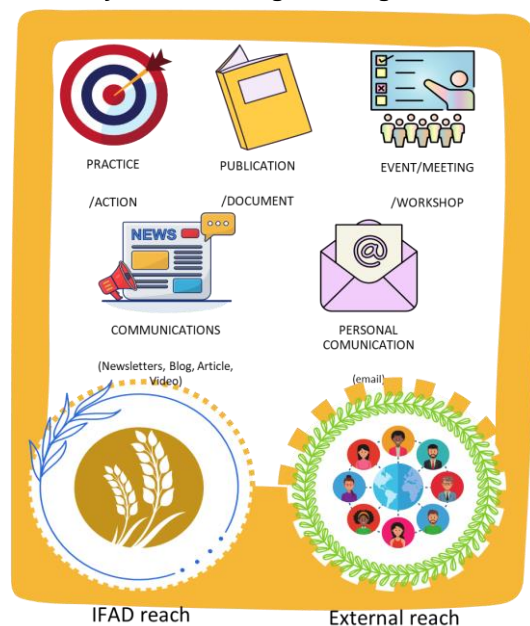 PRACTICE
/ACTION
PUBLICATION
/DOCUMENT
EVENT/MEETING
/WORKSHOP
NEWS
@
COMMUNICATIONS
(Newsletters, Blog, Article,
Video)
PERSONAL
COMUNICATION
(email)
IFAD reach
External reach